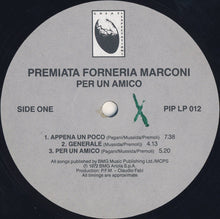 PREMIATA FORNERIA MARCONI
PER UN AMICO
SIDE ONE
PIP LP 012
1. APPENA UN POCO (Pagani/Mussida/Premoli) 7.38
2. GENERALE (Mussida/Premoli) 4.13
3. PER UN AMICO (Pagani/Mussida/Premoli) 5.20
All songs published by BMG Music Publishing Ltd./MCPS
℗ 1972 BMG Ariola S.p.A.
Production: P.F.M. - Claudio Fabi
All timings are approximate